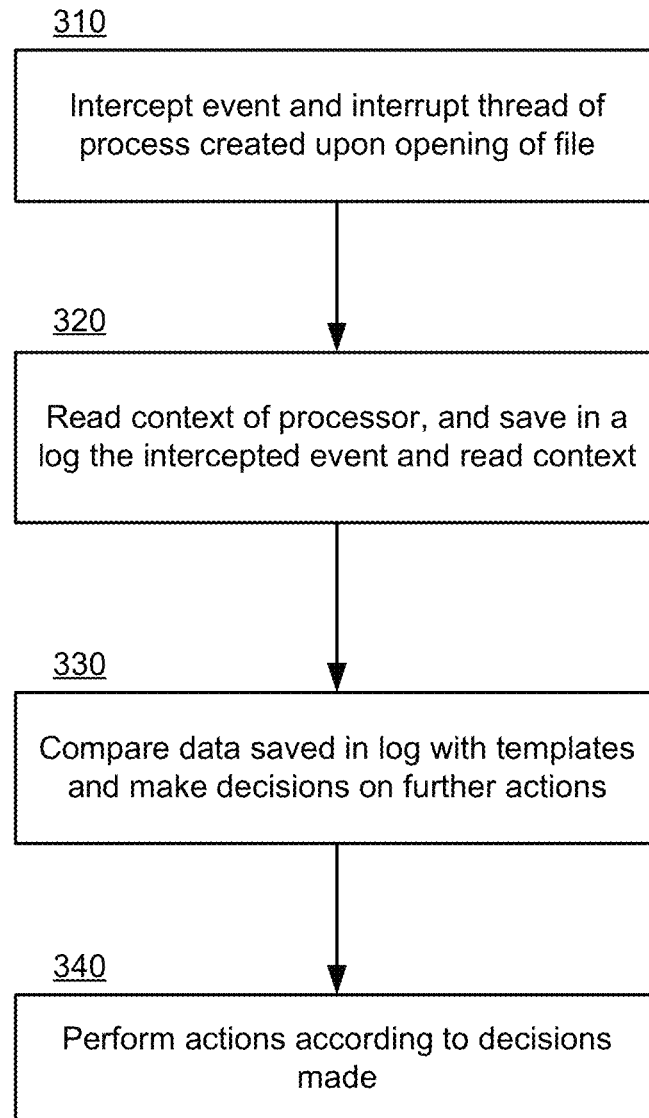 310
Intercept event and interrupt thread of
process created upon opening of file
320
Read context of processor, and save in a
log the intercepted event and read context
330
Compare data saved in log with templates
and make decisions on further actions
340
Perform actions according to decisions
made